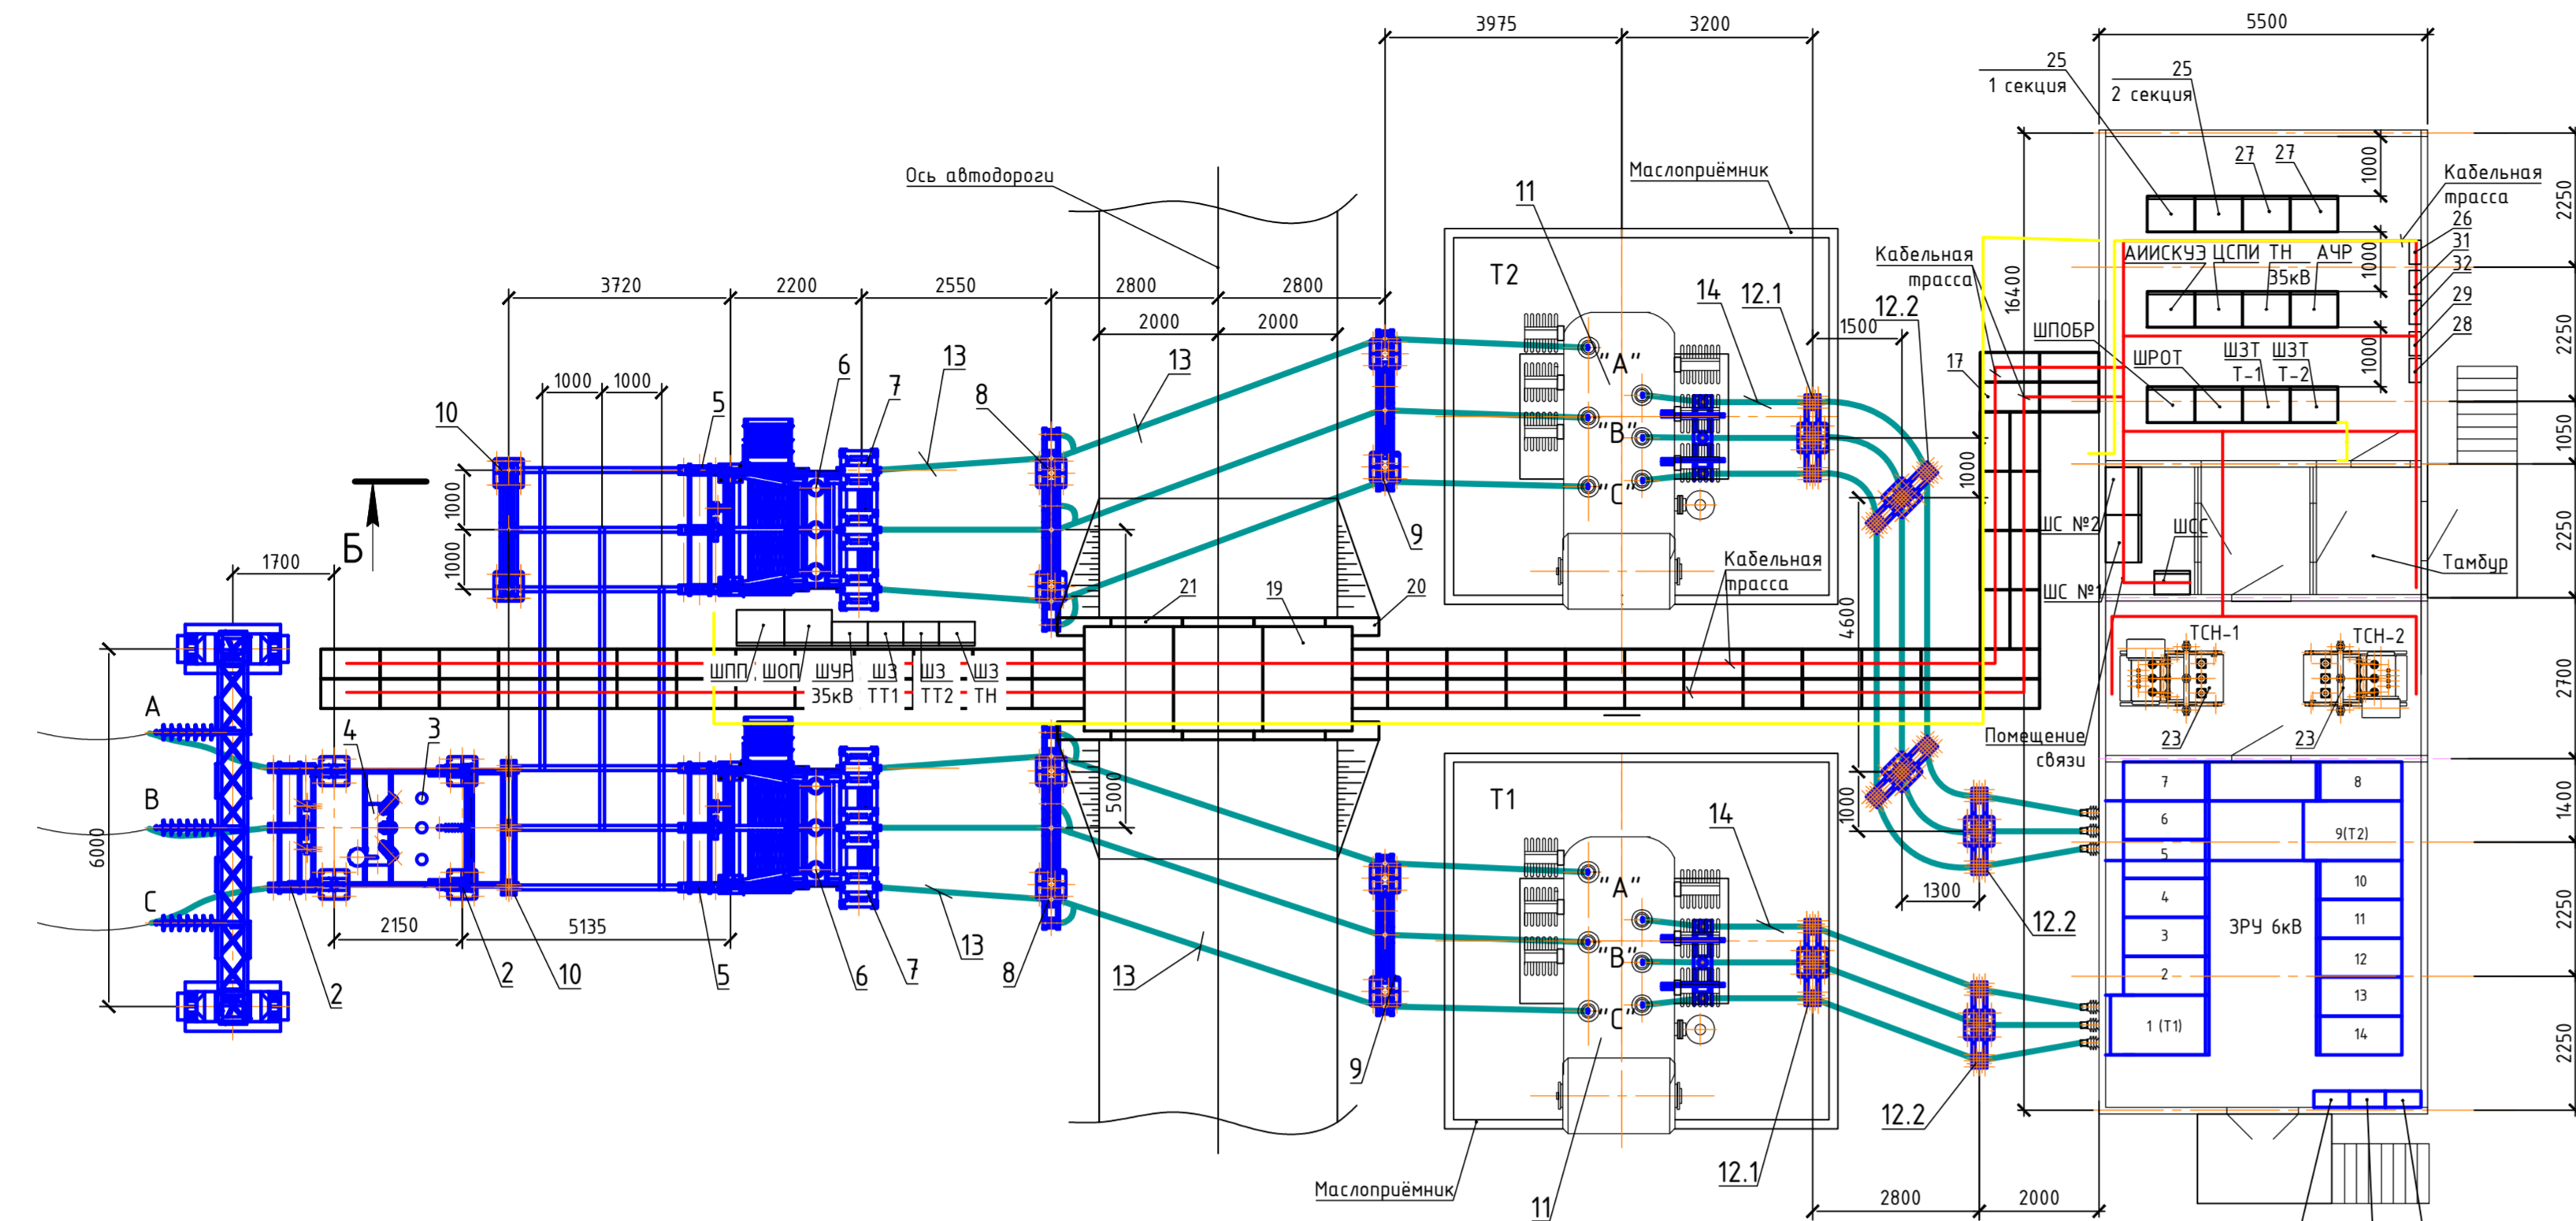 3975
3200
5500
25
1 секция
25
2 секция
27
27
1000
2250
Ось автодороги
Маслоприёмник
11
Кабельная
трасса
26
31
32
29
28
Т2
Кабельная
трасса
16400
АИИСКУЭ
ЦСПИ
ТН
35кВ
АЧР
1000
2250
3720
2200
2550
2800
2800
2000
2000
14
12.1
12.2
1500
ШПОБР
ШРОТ
ШЗТ
Т-1
ШЗТ
Т-2
1000
17
1000
1000
10
5
6
7
13
8
13
"А"
"В"
"С"
1050
1000
1000
1000
Б
9
ШС №2
ШСС
2250
Тамбур
1700
Кабельная
трасса
ШС №1
21
19
20
4600
ТСН-1
ТСН-2
2700
ШПП
ШОП
ШУР
35кВ
ШЗ
ТТ1
ШЗ
ТТ2
ШЗ
ТН
А
В
С
4
3
6000
5000
Помещение
связи
23
23
Т1
14
1000
7
6
5
4
3
2
1 (Т1)
8
9(Т2)
10
11
12
13
14
ЗРУ 6кВ
1400
2250
2250
"А"
"В"
"С"
1300
12.2
2150
5135
2
2
10
5
6
7
13
8
13
9
12.2
12.1
Маслоприёмник
11
2800
2000